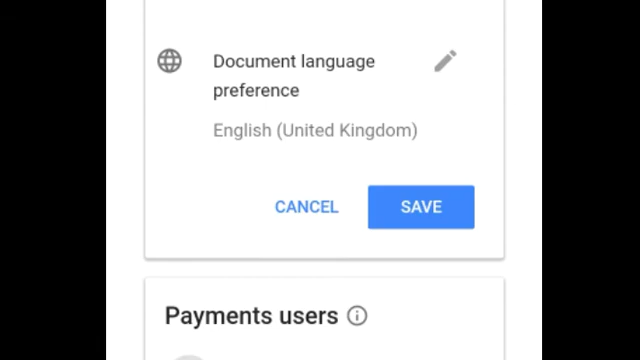 Document language
preference
English (United Kingdom)
CANCEL SAVE
Payments users